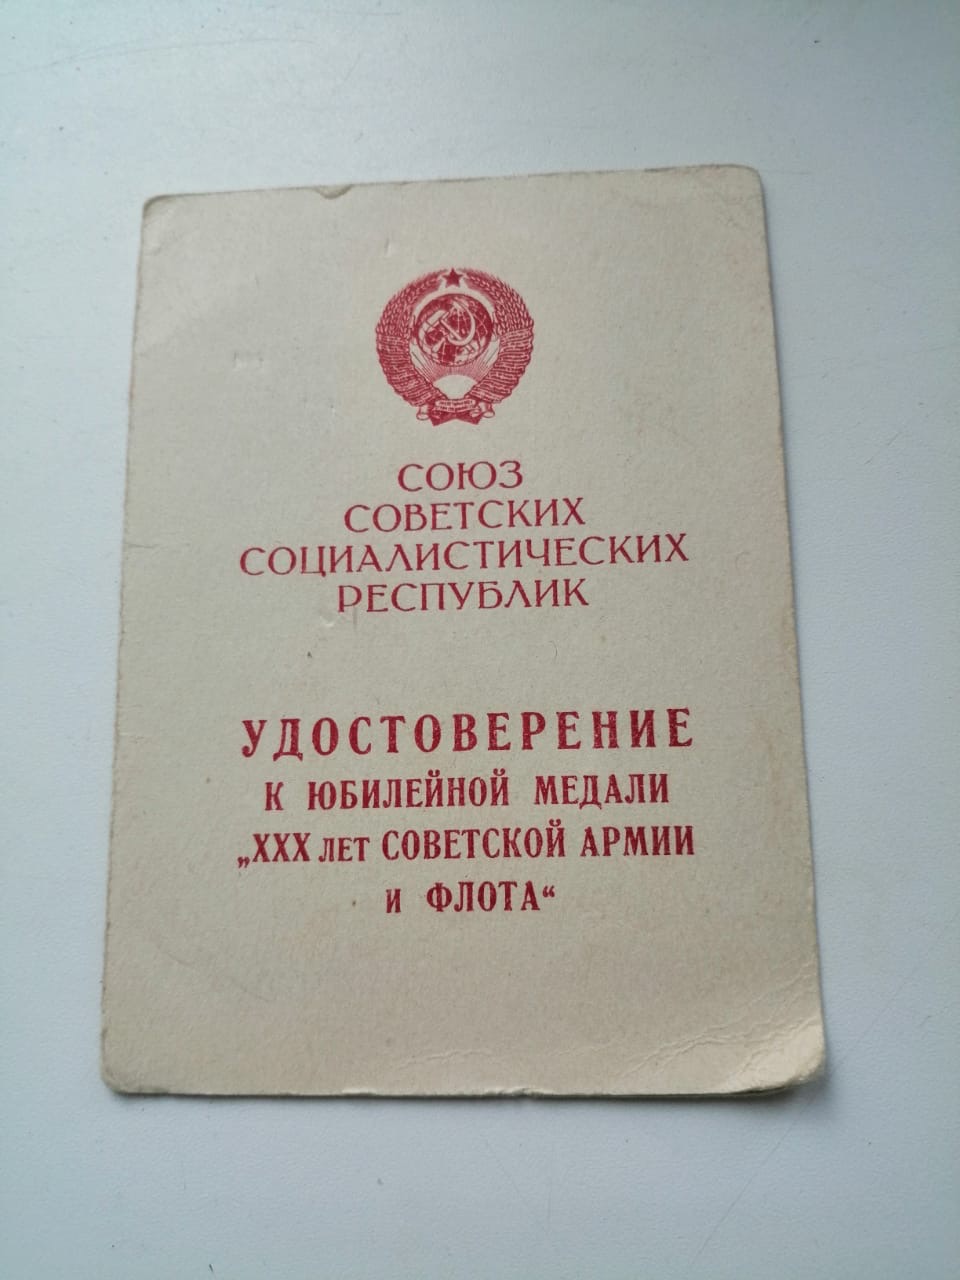 СОЮЗ
СОВЕТСКИХ
СОЦИАЛИСТИЧЕСКИХ
РЕСПУБЛИК
УДОСТОВЕРЕНИЕ
К ЮБИЛЕЙНОЙ МЕДАЛИ
„XXX ЛЕТ СОВЕТСКОЙ АРМИИ
И ФЛОТА“